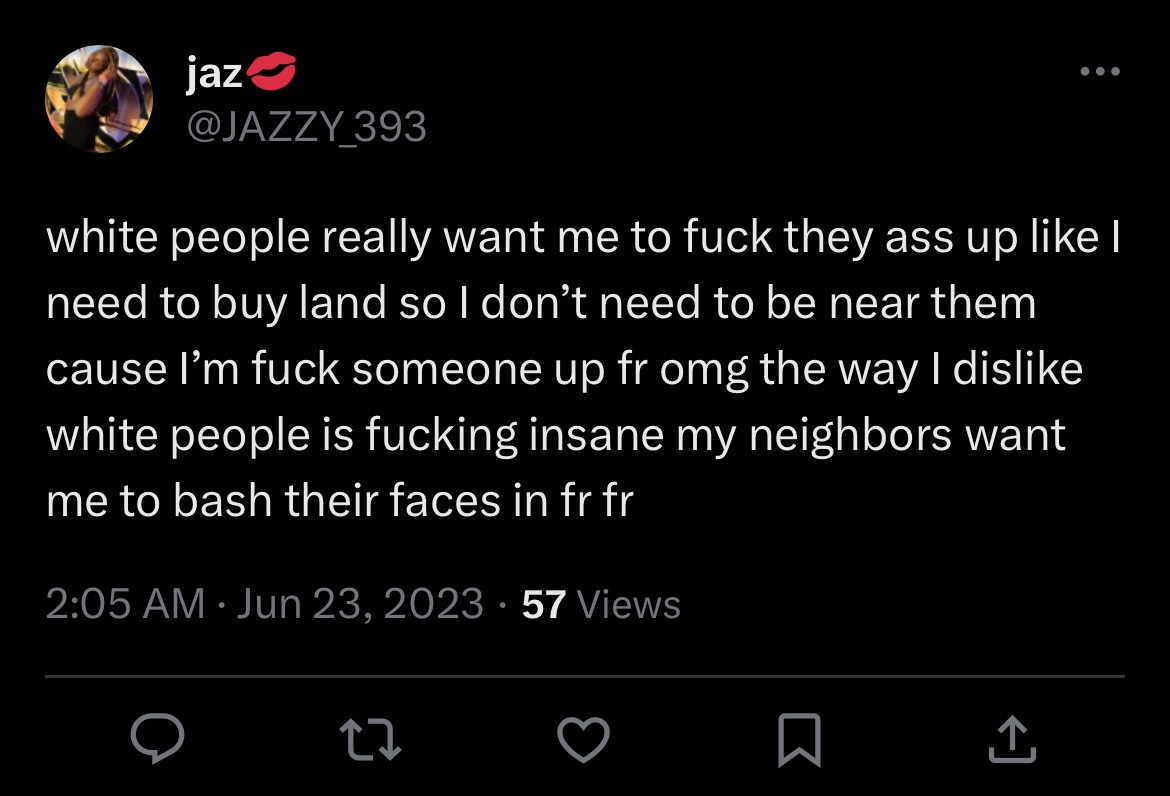 jaz💋
@JAZZY_393
white people really want me to fuck they ass up like I
need to buy land so I don’t need to be near them
cause I’m fuck someone up fr omg the way I dislike
white people is fucking insane my neighbors want
me to bash their faces in fr fr
2:05 AM · Jun 23, 2023 · 57 Views